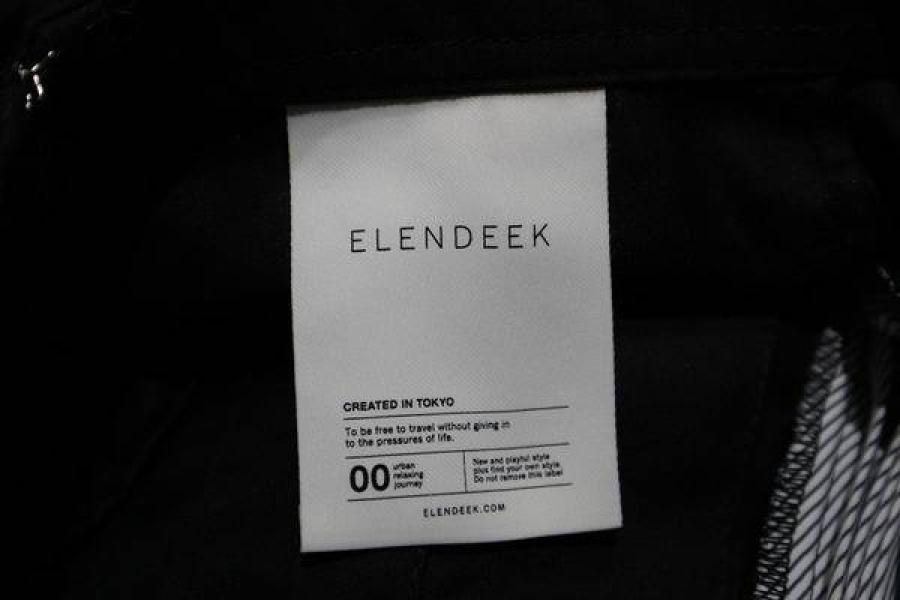 ELENDEEK
CREATED IN TOKYO
To be free to travel without giving in
to the pressures of life.
00
urban
relaxing
journey
New and playful style
plus find your own style.
Do not remove this label
ELENDEEK.COM